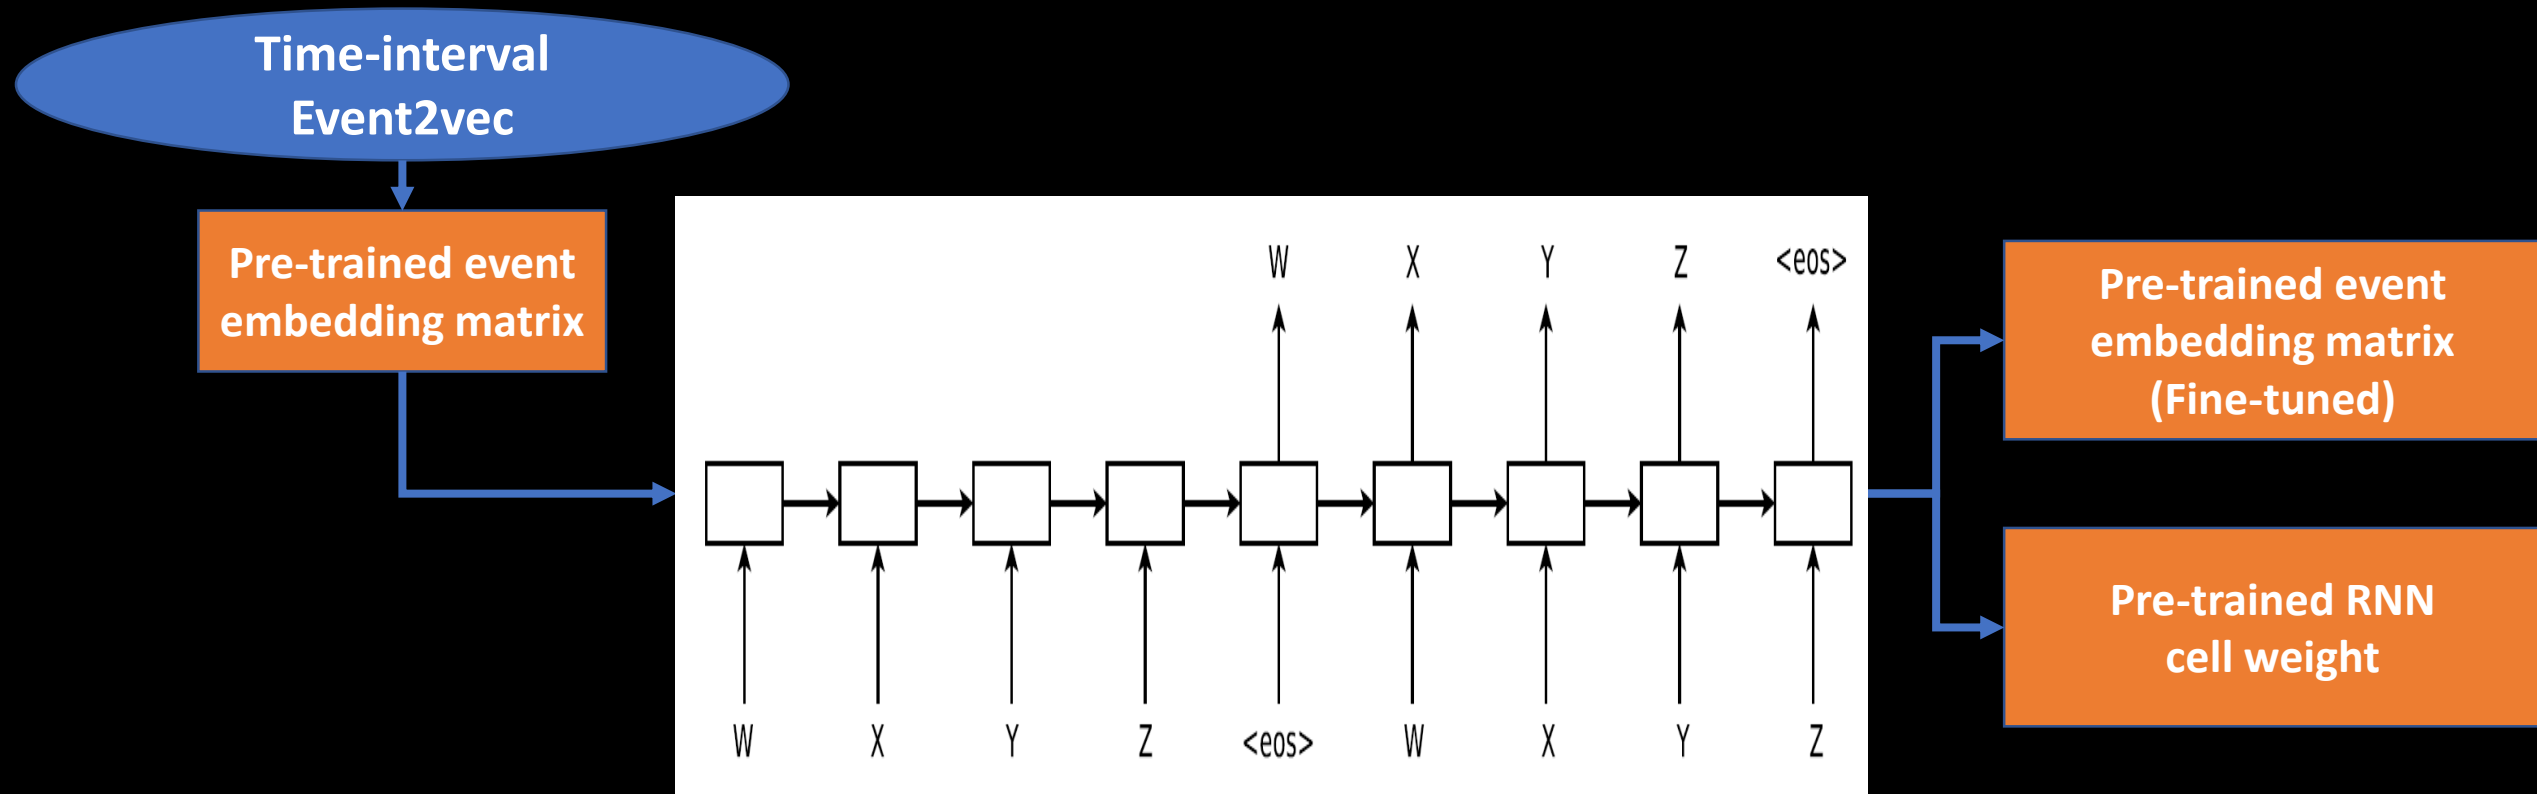 Time-interval
Event2vec
Pre-trained event
embedding matrix
W X Y Z <eos>
W X Y Z <eos> W X Y Z
Pre-trained event
embedding matrix
(Fine-tuned)
Pre-trained RNN
cell weight